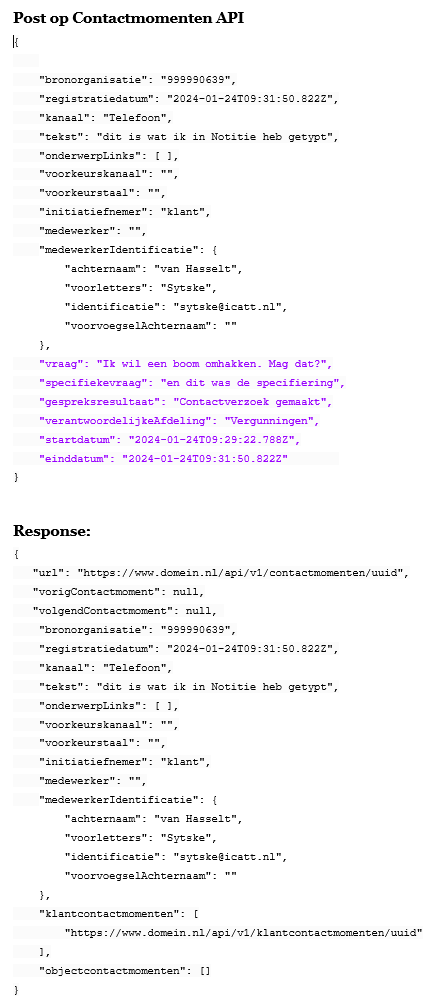 Post op Contactmomenten API
{
"bronorganisatie": "999990639",
"registratiedatum": "2024-01-24T09:31:50.822Z",
"kanaal": "Telefoon",
"tekst": "dit is wat ik in Notitie heb getypt",
"onderwerpLinks": [ ],
"voorkeurskanaal": "",
"voorkeurstaal": "",
"initiatiefnemer": "klant",
"medewerker": "",
"medewerkerIdentificatie": {
"achternaam": "van Hasselt",
"voorletters": "Sytske",
"identificatie": "sytske@icatt.nl",
"voorvoegselAchternaam": ""
},
"vraag": "Ik wil een boom omhakken. Mag dat?",
"specifiekevraag": "en dit was de specifiering",
"gespreksresultaat": "Contactverzoek gemaakt",
"verantwoordelijkeAfdeling": "Vergunningen",
"startdatum": "2024-01-24T09:29:22.788Z",
"einddatum": "2024-01-24T09:31:50.822Z"
}
Response:
{
"url": "https://www.domein.nl/api/v1/contactmomenten/uuid",
"vorigContactmoment": null,
"volgendContactmoment": null,
"bronorganisatie": "999990639",
"registratiedatum": "2024-01-24T09:31:50.822Z",
"kanaal": "Telefoon",
"tekst": "dit is wat ik in Notitie heb getypt",
"onderwerpLinks": [ ],
"voorkeurskanaal": "",
"voorkeurstaal": "",
"initiatiefnemer": "klant",
"medewerker": "",
"medewerkerIdentificatie": {
"achternaam": "van Hasselt",
"voorletters": "Sytske",
"identificatie": "sytske@icatt.nl",
"voorvoegselAchternaam": ""
},
"klantcontactmomenten": [
"https://www.domein.nl/api/v1/klantcontactmomenten/uuid"
],
"objectcontactmomenten": []
}